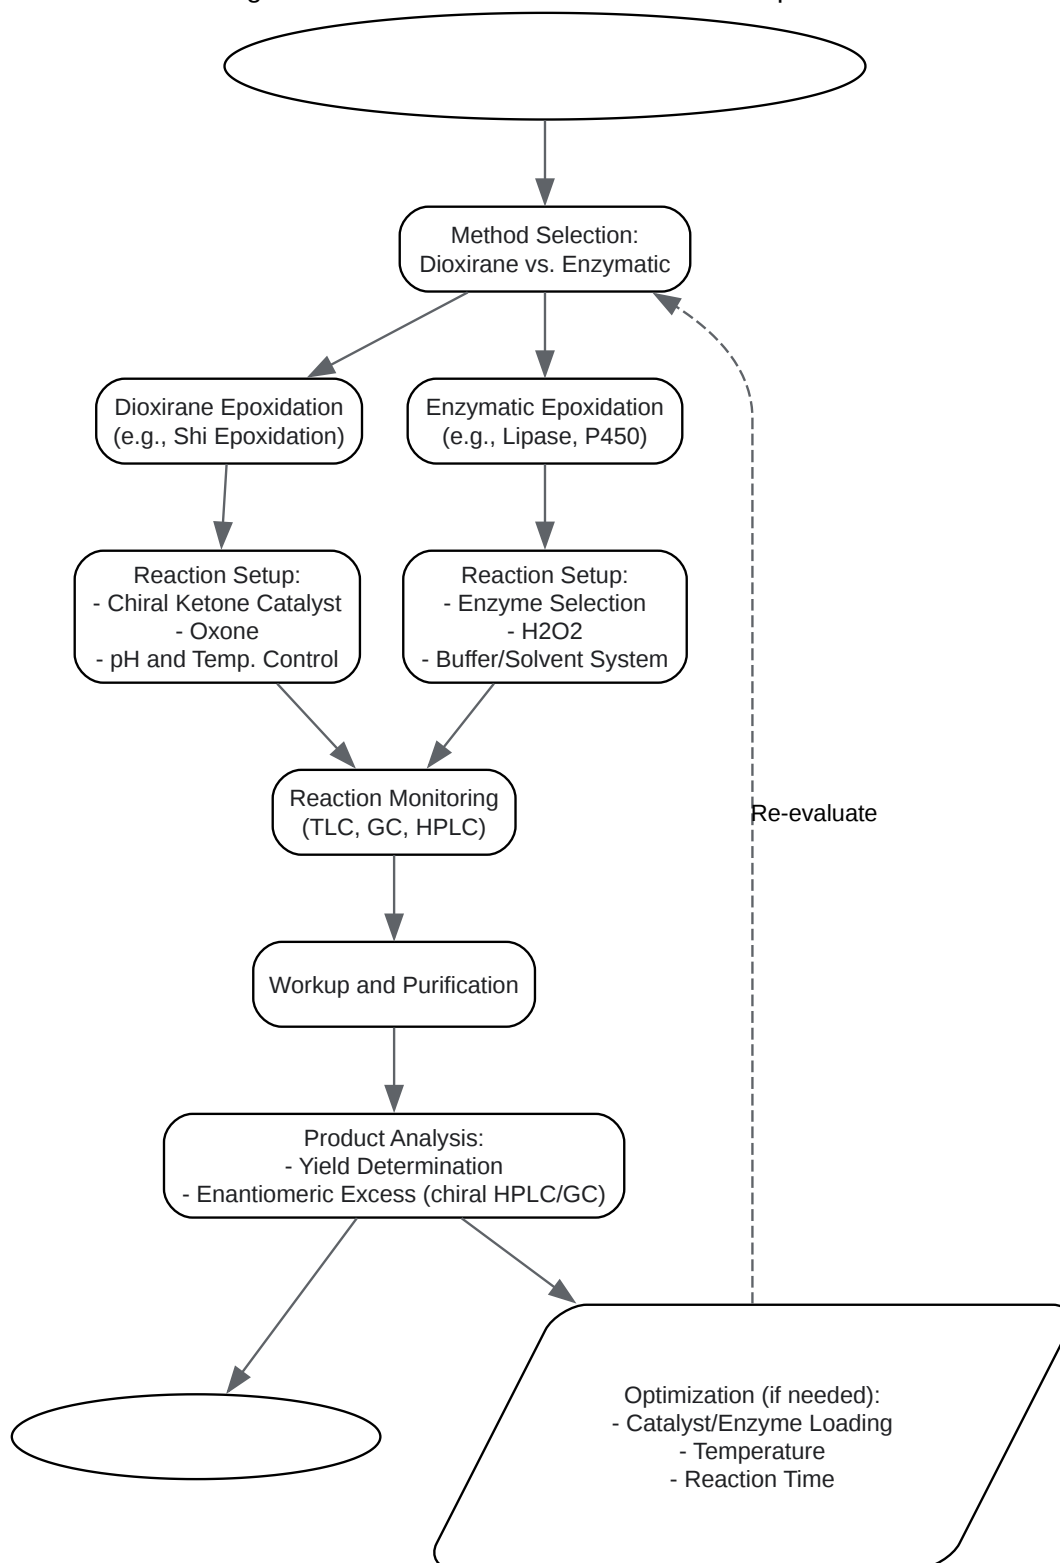 Method Selection:
Dioxirane vs. Enzymatic
Dioxirane Epoxidation
(e.g., Shi Epoxidation)
Enzymatic Epoxidation
(e.g., Lipase, P450)
Reaction Setup:
- Chiral Ketone Catalyst
- Oxone
- pH and Temp. Control
Reaction Setup:
- Enzyme Selection
- H2O2
- Buffer/Solvent System
Reaction Monitoring
(TLC, GC, HPLC)
Re-evaluate
Workup and Purification
Product Analysis:
- Yield Determination
- Enantiomeric Excess (chiral HPLC/GC)
Optimization (if needed):
- Catalyst/Enzyme Loading
- Temperature
- Reaction Time